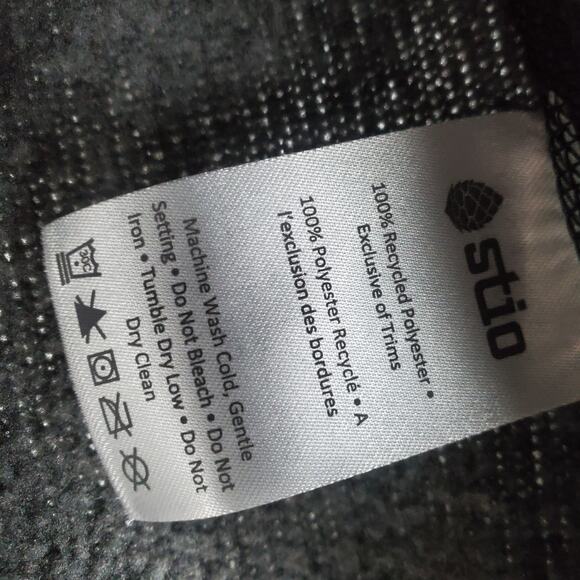 stio
100% Recycled Polyester •
Exclusive of Trims
100% Polyester Recyclé • A
l'exclusion des bordures
Machine Wash Cold, Gentle
Setting • Do Not Bleach • Do Not
Iron • Tumble Dry Low • Do Not
Dry Clean
30C